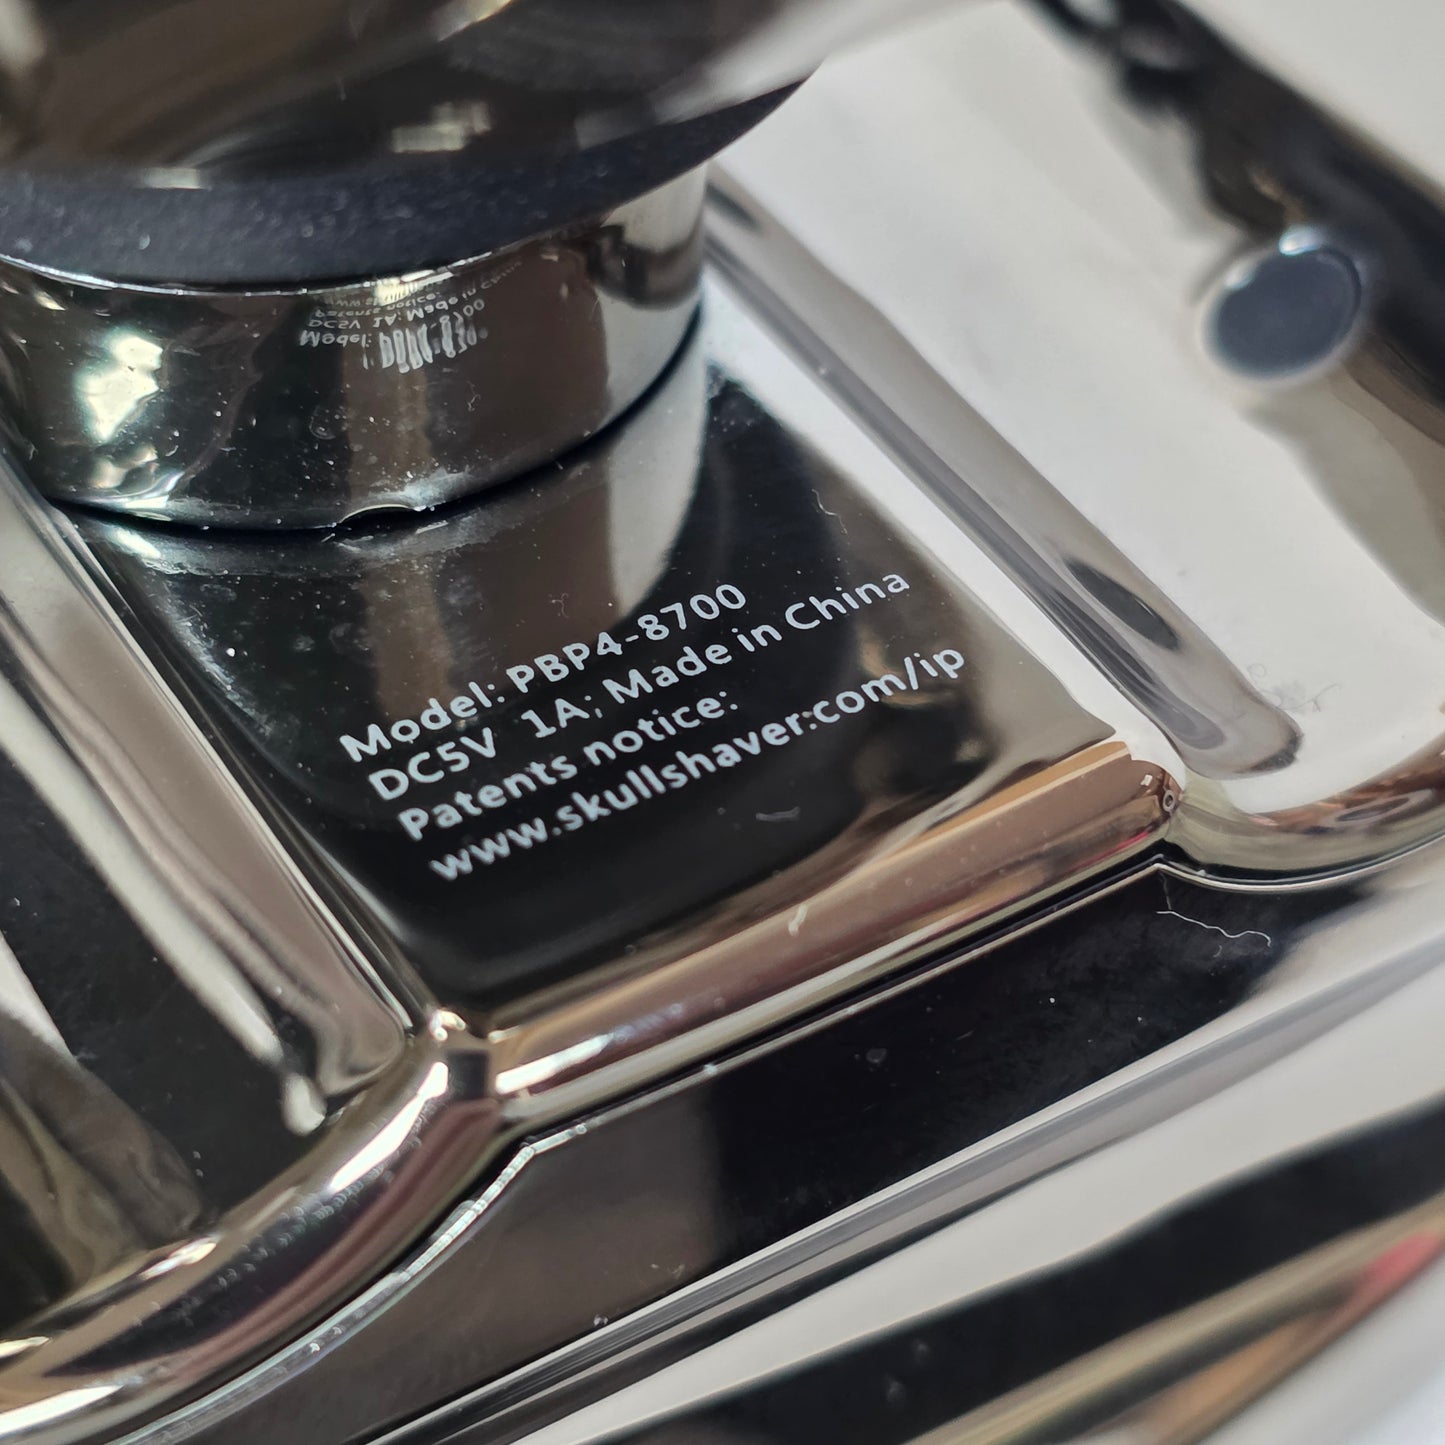 Model: PBP4-8700
DC5V 1A; Made in China
Patents notice:
www.skullshaver.com/ip